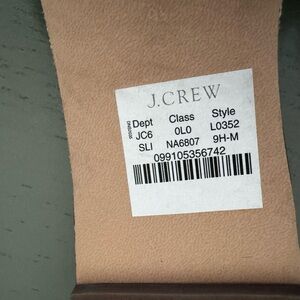 J.CREW
Dept Class Style
JC6 0L0 L0352
SLI NA6807 9H-M
099105356742